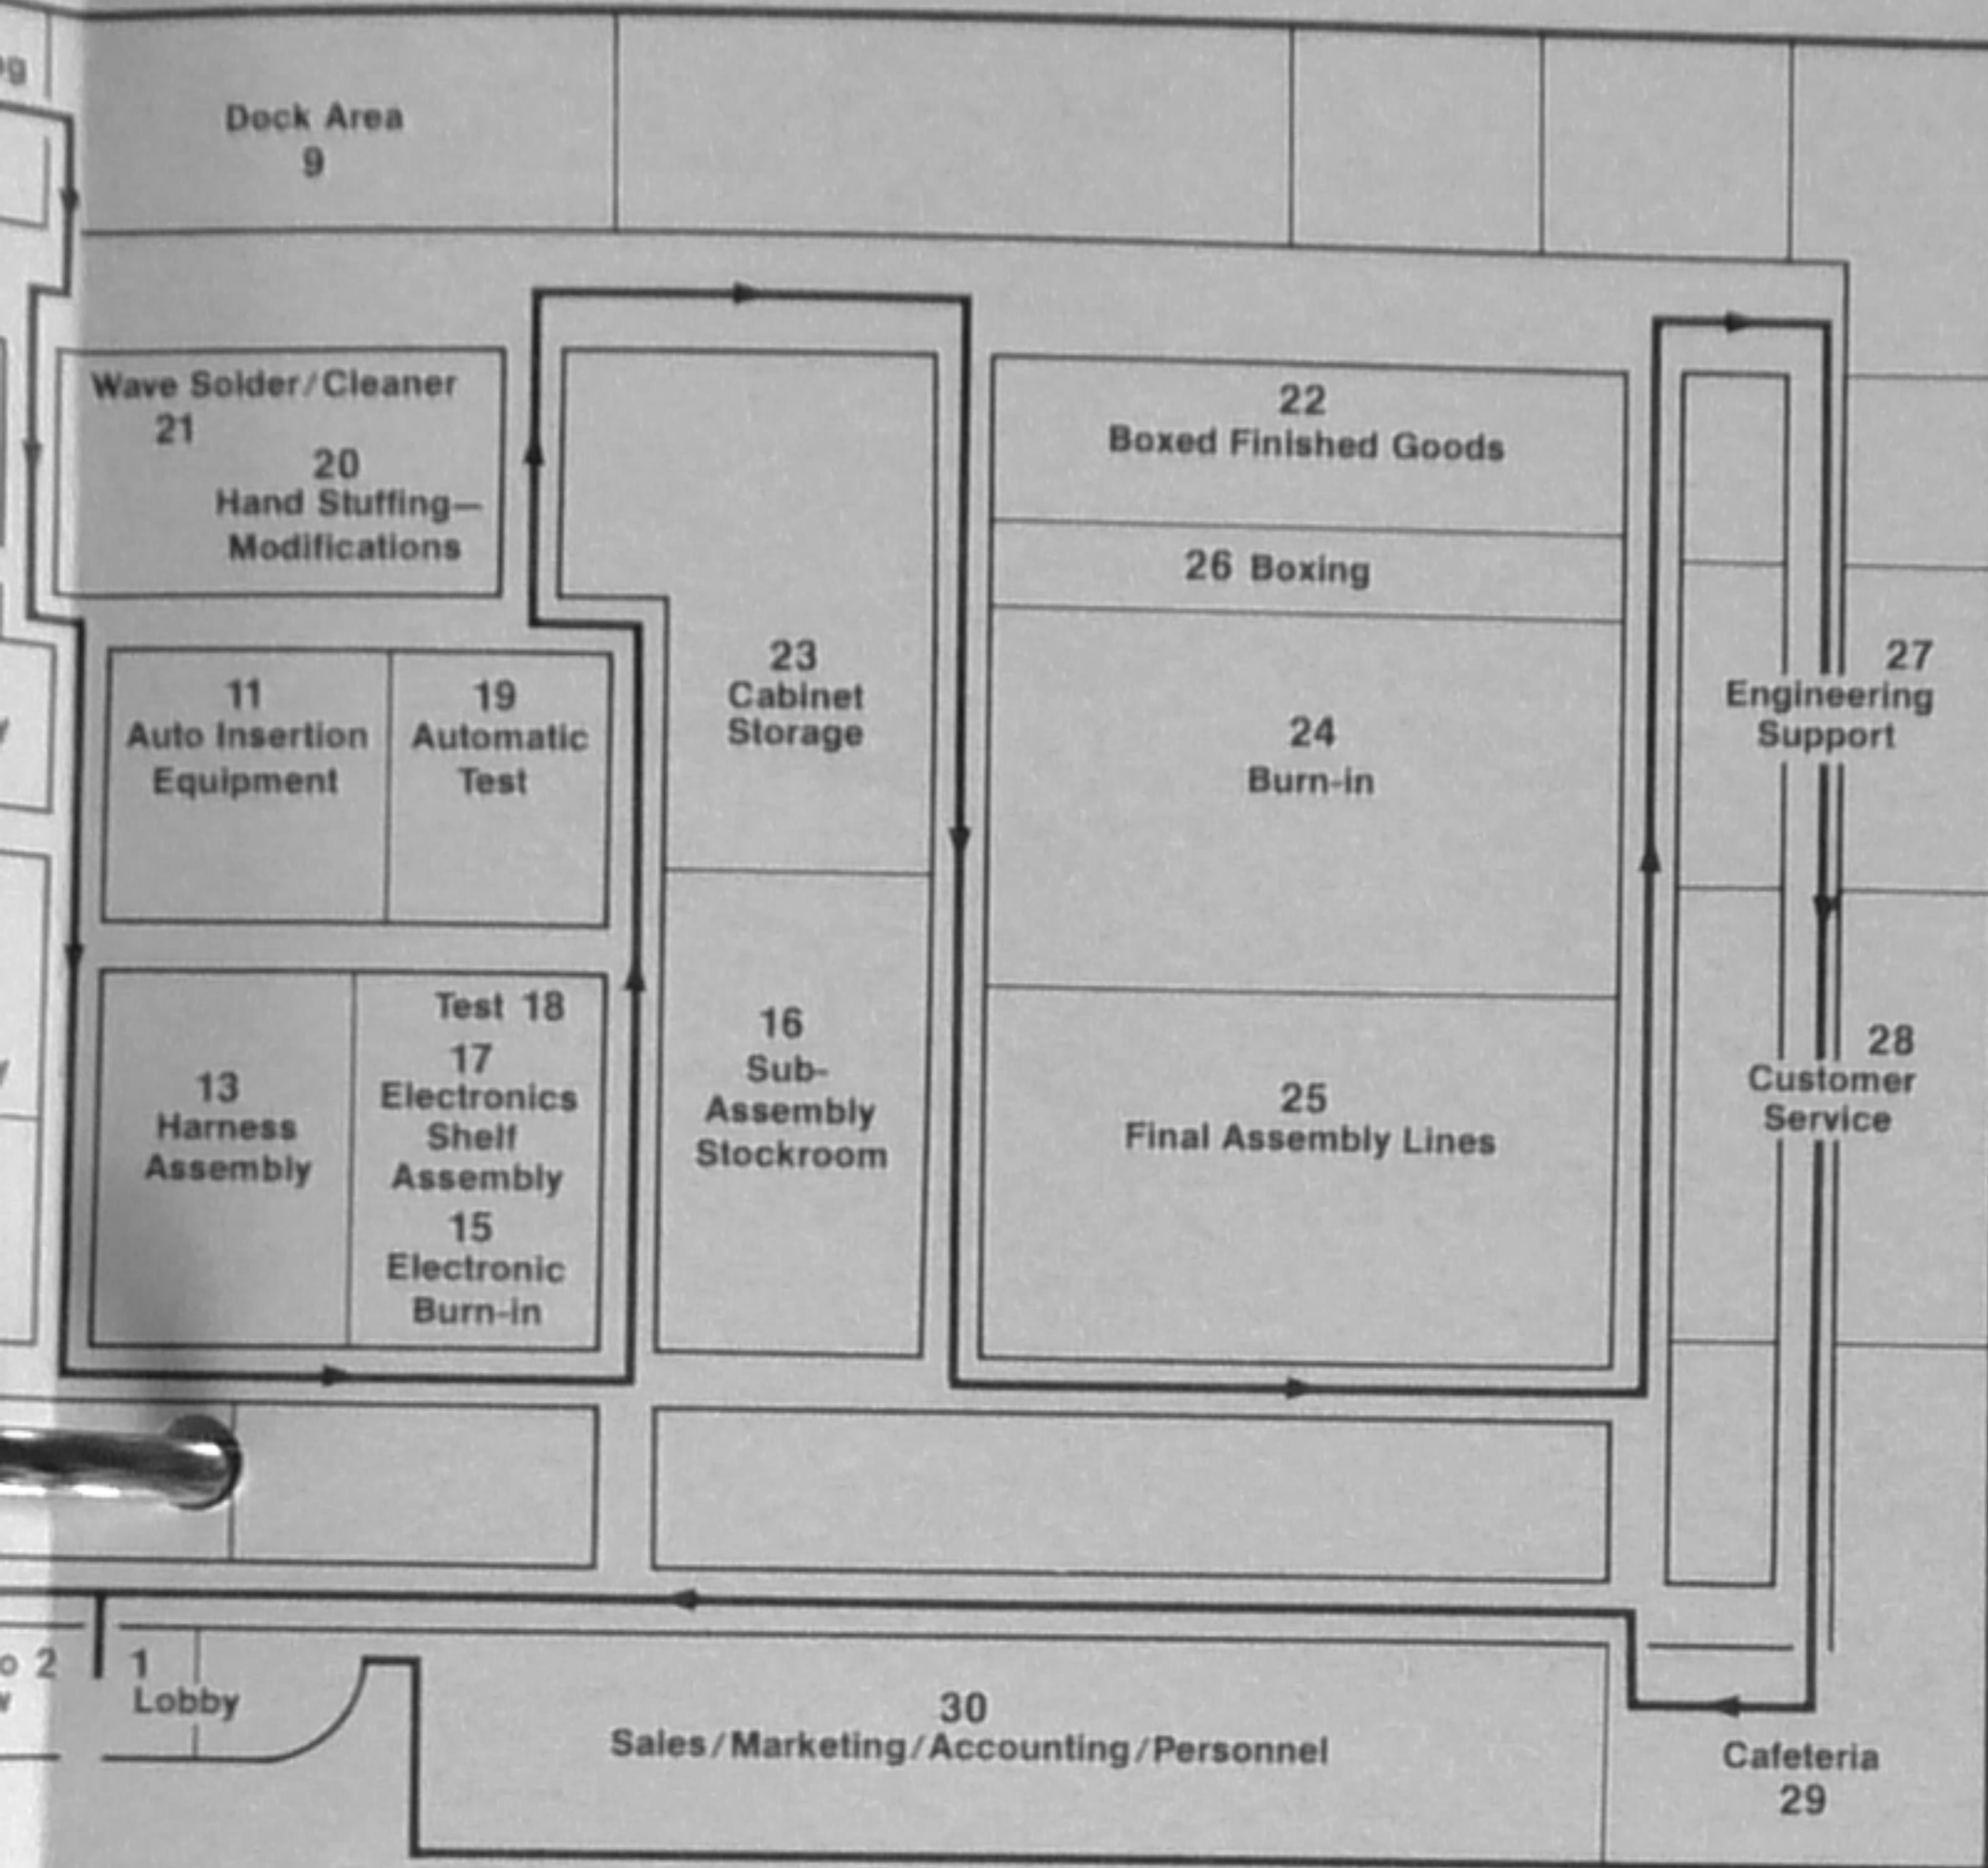 Dock Area
9
Wave Solder/Cleaner
21
20
Hand Stuffing—
Modifications
22
Boxed Finished Goods
26 Boxing
11
Auto Insertion
Equipment
19
Automatic
Test
23
Cabinet
Storage
24
Burn-in
27
Engineering
Support
13
Harness
Assembly
Test 18
17
Electronics
Shelf
Assembly
15
Electronic
Burn-in
16
Sub-
Assembly
Stockroom
25
Final Assembly Lines
28
Customer
Service
2
1
Lobby
30
Sales/Marketing/Accounting/Personnel
Cafeteria
29